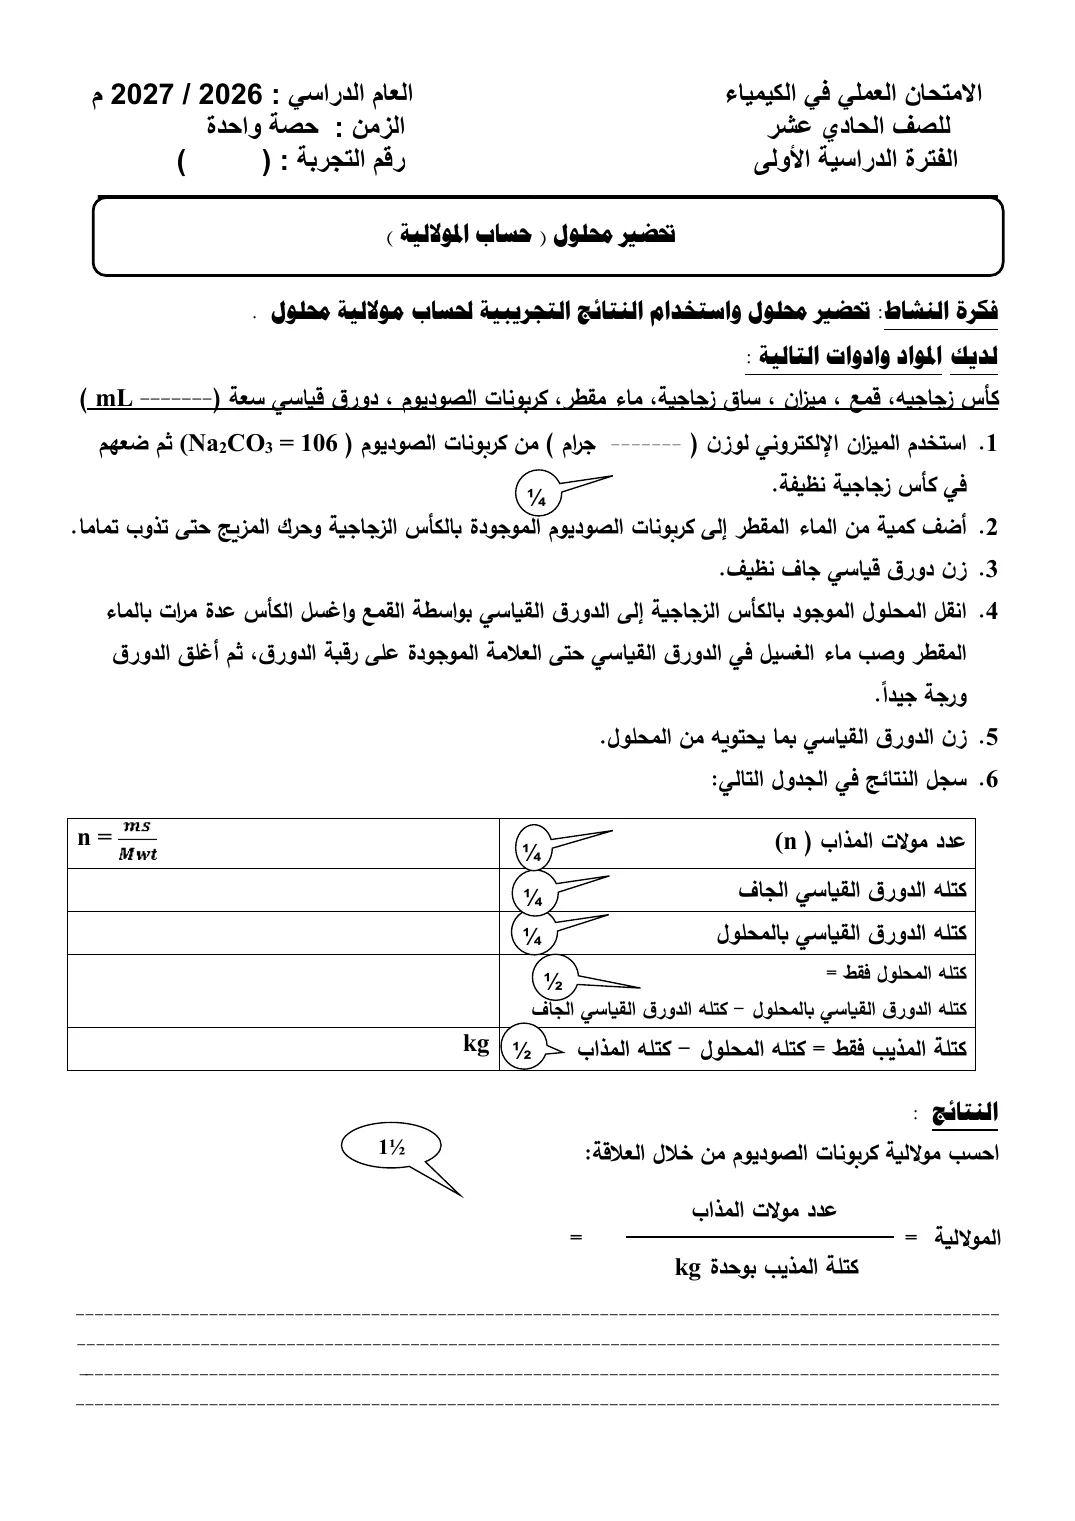 الامتحان العملي في الكيمياء
للصف الحادي عشر
الفترة الدراسية الأولى
العام الدراسي : 2026 / 2027 م
الزمن : حصة واحدة
رقم التجربة : (          )
تحضير محلول ( حساب المولالية )
فكرة النشاط: تحضير محلول واستخدام النتائج التجريبية لحساب مولالية محلول .
لديك المواد وادوات التالية :
كأس زجاجيه، قمع ، ميزان ، ساق زجاجية، ماء مقطر، كربونات الصوديوم ، دورق قياسي سعة (------- mL )
1. استخدم الميزان الإلكتروني لوزن ( ------- جرام ) من كربونات الصوديوم ( Na2CO3 = 106) ثم ضعهم
في كأس زجاجية نظيفة.
¼
2. أضف كمية من الماء المقطر إلى كربونات الصوديوم الموجودة بالكأس الزجاجية وحرك المزيج حتى تذوب تماما.
3. زن دورق قياسي جاف نظيف.
4. انقل المحلول الموجود بالكأس الزجاجية إلى الدورق القياسي بواسطة القمع واغسل الكأس عدة مرات بالماء
المقطر وصب ماء الغسيل في الدورق القياسي حتى العلامة الموجودة على رقبة الدورق، ثم أغلق الدورق
ورجة جيداً.
5. زن الدورق القياسي بما يحتويه من المحلول.
6. سجل النتائج في الجدول التالي:
عدد مولات المذاب ( n) ¼ n = ms / Mwt
كتله الدورق القياسي الجاف ¼
كتله الدورق القياسي بالمحلول ¼
كتله المحلول فقط = ½
كتله الدورق القياسي بالمحلول – كتله الدورق القياسي الجاف
كتلة المذيب فقط = كتله المحلول – كتله المذاب ½ kg
النتائج :
1½
احسب مولالية كربونات الصوديوم من خلال العلاقة:
عدد مولات المذاب
المولالية = =
كتلة المذيب بوحدة kg